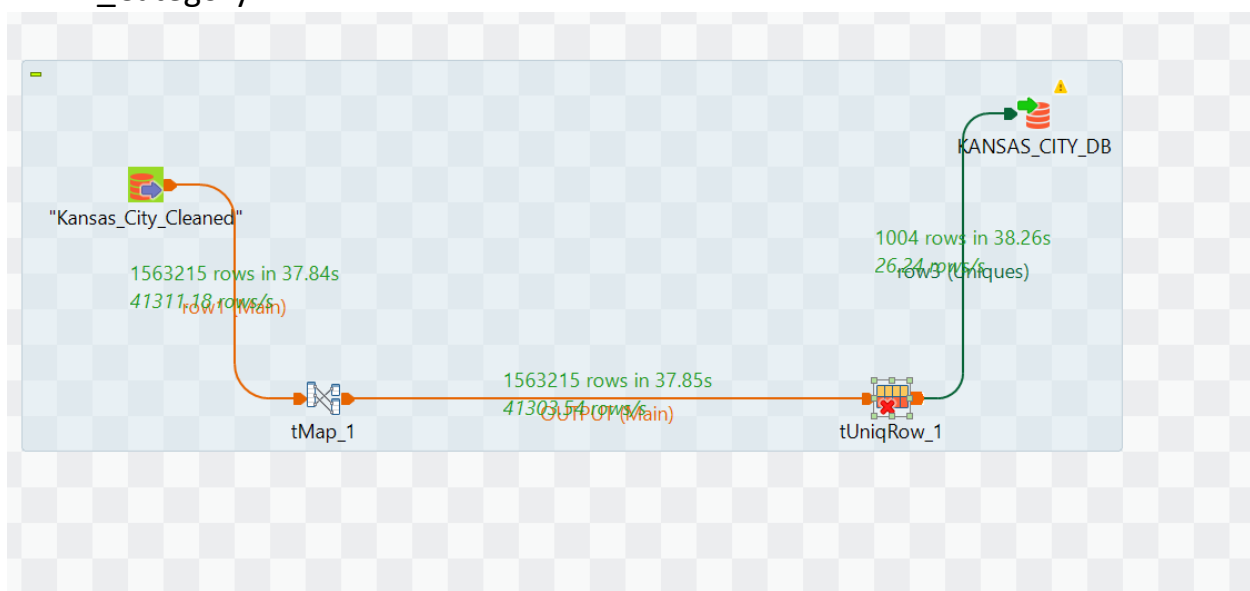 _category
KANSAS_CITY_DB
"Kansas_City_Cleaned"
1004 rows in 38.26s
26.24 rows/s
row3 (Uniques)
1563215 rows in 37.84s
41311.18 rows/s
row1 (Main)
1563215 rows in 37.85s
41303.54 rows/s
OUTPUT (Main)
tMap_1
tUniqRow_1